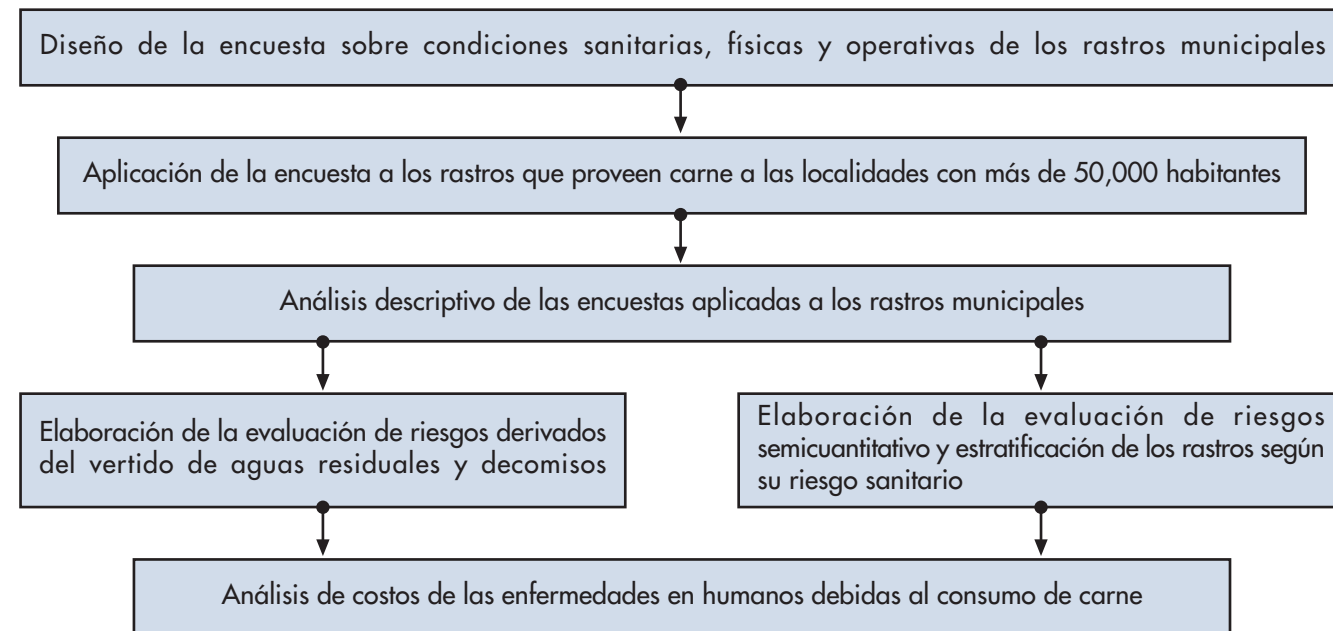 Diseño de la encuesta sobre condiciones sanitarias, físicas y operativas de los rastros municipales
Aplicación de la encuesta a los rastros que proveen carne a las localidades con más de 50,000 habitantes
Análisis descriptivo de las encuestas aplicadas a los rastros municipales
Elaboración de la evaluación de riesgos derivados
del vertido de aguas residuales y decomisos
Elaboración de la evaluación de riesgos
semicuantitativo y estratificación de los rastros según
su riesgo sanitario
Análisis de costos de las enfermedades en humanos debidas al consumo de carne